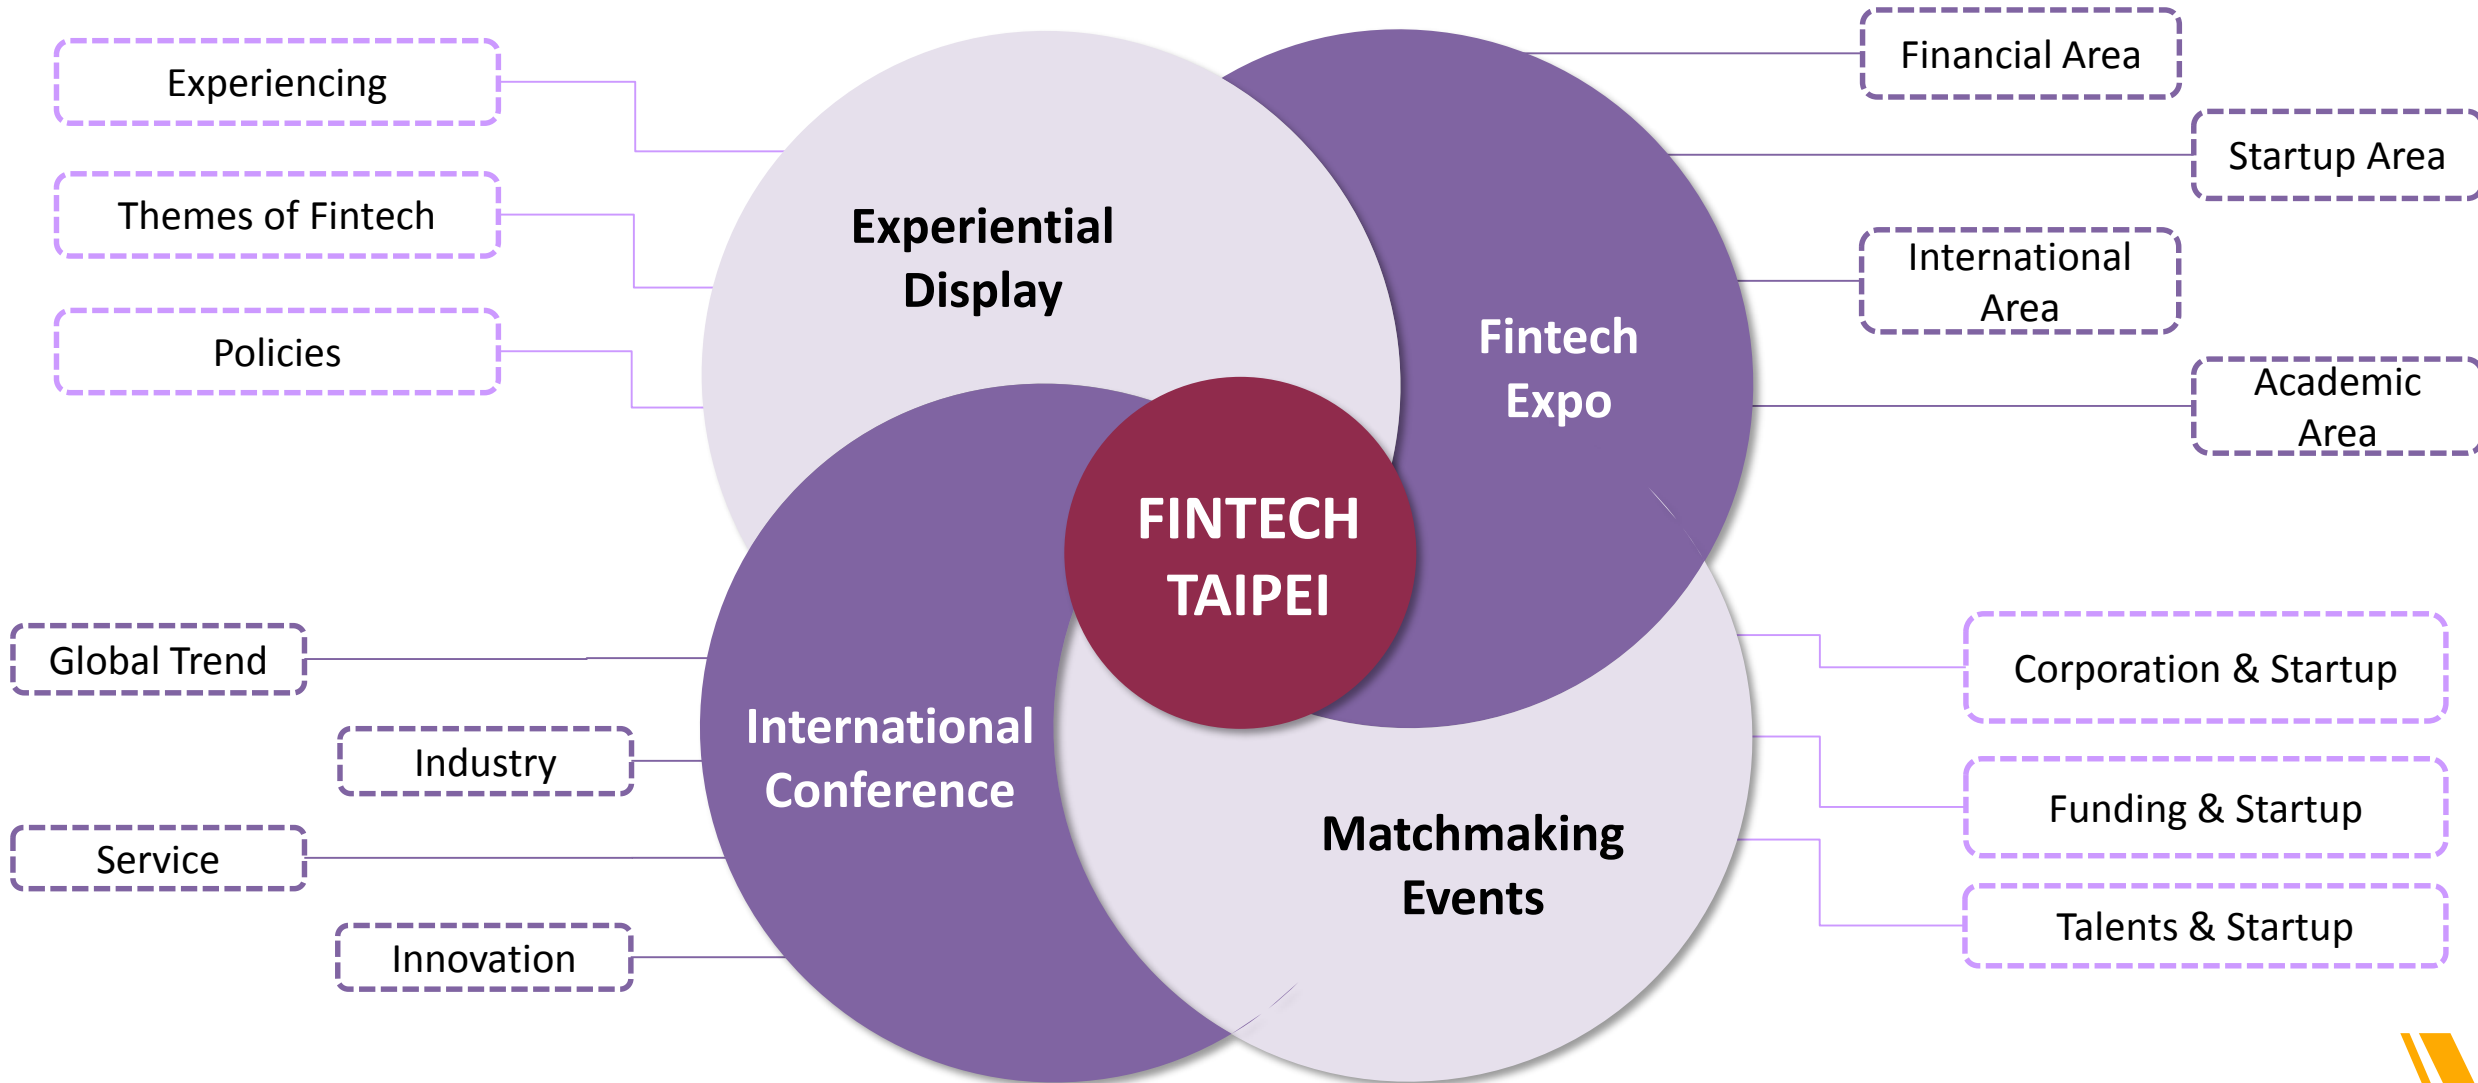 Experiencing
Themes of Fintech
Policies
Experiential
Display
Financial Area
Startup Area
International
Area
Academic
Area
Fintech
Expo
FINTECH
TAIPEI
Global Trend
Industry
Service
Innovation
International
Conference
Matchmaking
Events
Corporation & Startup
Funding & Startup
Talents & Startup